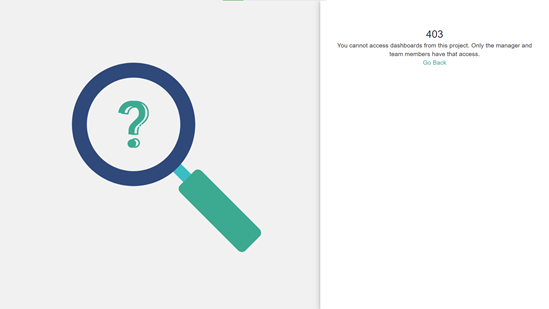 ?
403
You cannot access dashboards from this project. Only the manager and
team members have that access.
Go Back